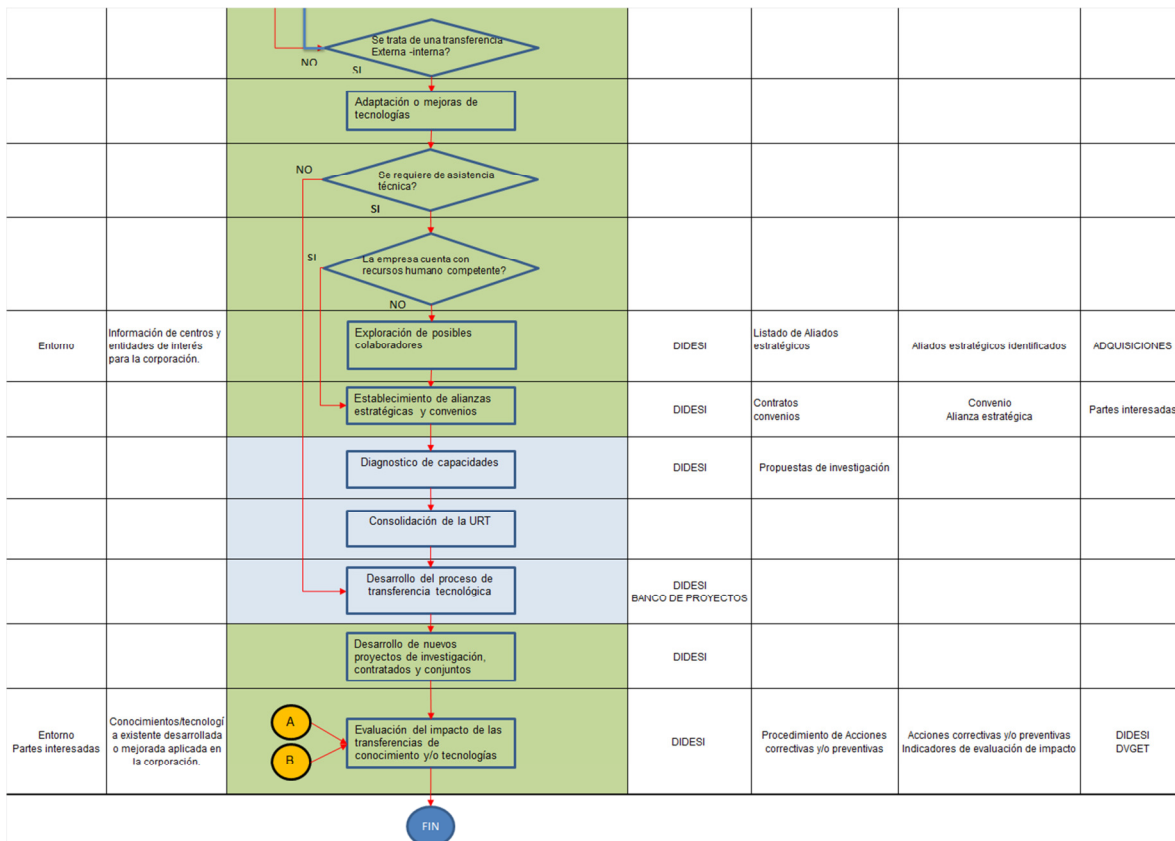 Se trata de una transferencia
Externa -interna?
NO
SI
Adaptación o mejoras de
tecnologías
NO
Se requiere de asistencia
técnica?
SI
SI
La empresa cuenta con
recursos humano competente?
NO
Entorno
Información de centros y
entidades de interés
para la corporación.
Exploración de posibles
colaboradores
DIDESI
Listado de Aliados
estratégicos
Aliados estratégicos identificados
ADQUISICIONES
Establecimiento de alianzas
estratégicas y convenios
DIDESI
Contratos
convenios
Convenio
Alianza estratégica
Partes interesadas
Diagnostico de capacidades
DIDESI
Propuestas de investigación
Consolidación de la URT
Desarrollo del proceso de
transferencia tecnológica
DIDESI
BANCO DE PROYECTOS
Desarrollo de nuevos
proyectos de investigación,
contratados y conjuntos
DIDESI
Entorno
Partes interesadas
Conocimientos/tecnologí
a existente desarrollada
o mejorada aplicada en
la corporación.
A
B
Evaluación del impacto de las
transferencias de
conocimiento y/o tecnologías
DIDESI
Procedimiento de Acciones
correctivas y/o preventivas
Acciones correctivas y/o preventivas
Indicadores de evaluación de impacto
DIDESI
DVGET
FIN